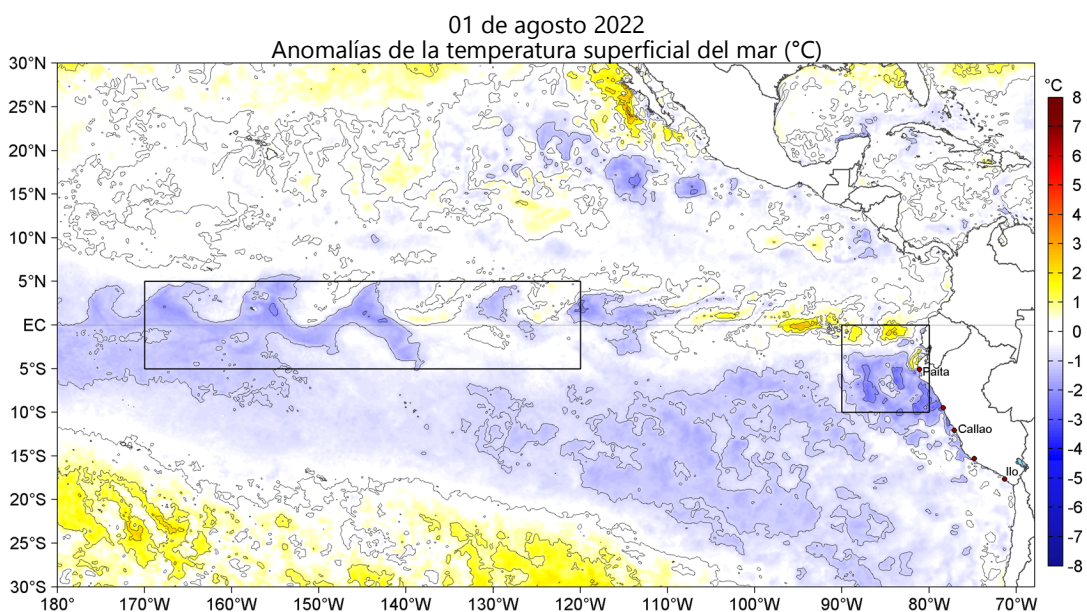 01 de agosto 2022
Anomalías de la temperatura superficial del mar (°C)
°C
30°N
25°N
20°N
15°N
10°N
5°N
EC
5°S
10°S
15°S
20°S
25°S
30°S
Paita
Callao
Ilo
8
7
6
5
4
3
2
1
0
-1
-2
-3
-4
-5
-6
-7
-8
180 170°W 160°W 150°W 140°W 130°W 120°W 110°W 100°W 90°W 80°W 70°W